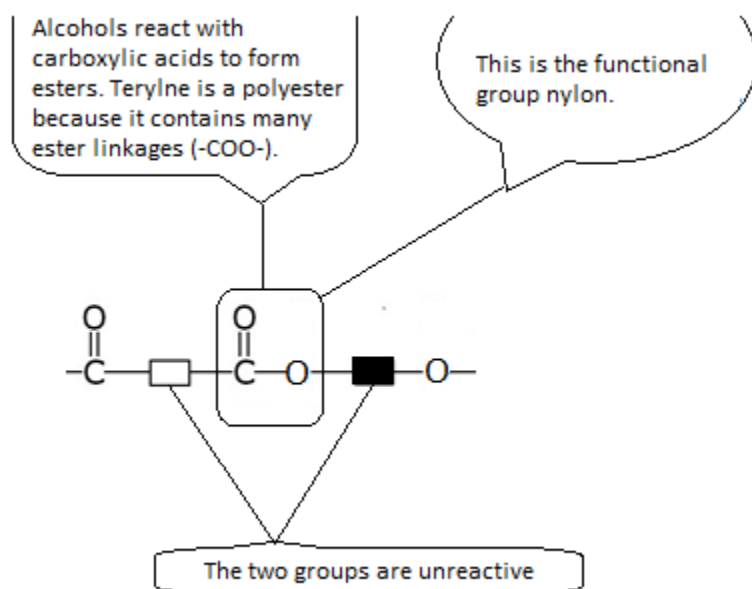 Alcohols react with
carboxylic acids to form
esters. Terylne is a polyester
because it contains many
ester linkages (-COO-).
This is the functional
group nylon.
O O
C C O O
The two groups are unreactive